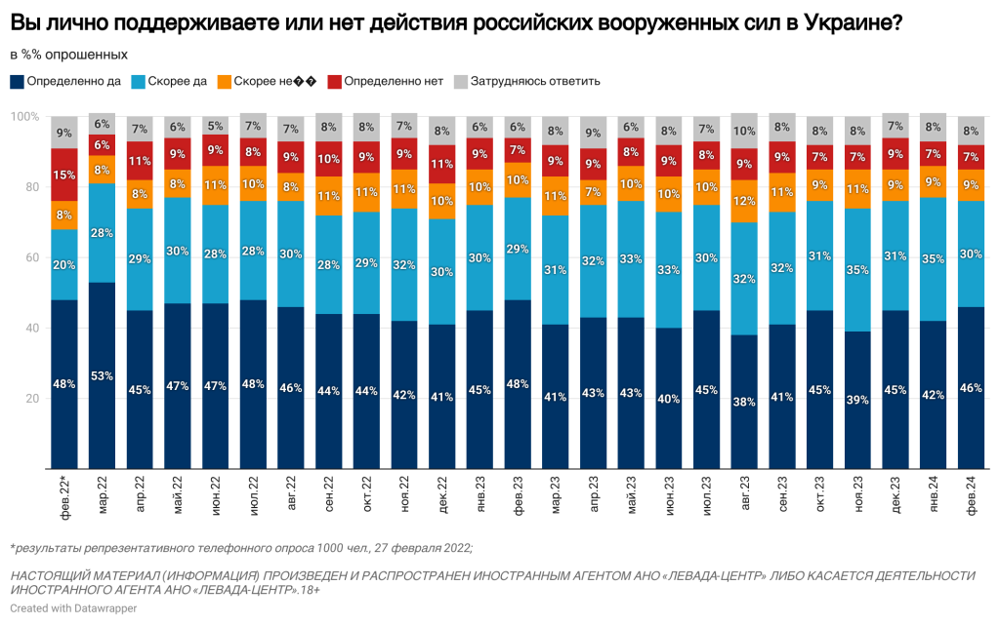 Вы лично поддерживаете или нет действия российских вооруженных сил в Украине?
в %% опрошенных
Определенно да Скорее да Скорее не�� Определенно нет Затрудняюсь ответить
100%
80
60
40
20
9% 6% 7% 6% 5% 7% 7% 8% 8% 7% 8% 6% 6% 8% 9% 6% 8% 7% 10% 8% 8% 8% 7% 8% 8%
15% 6% 11% 9% 9% 8% 9% 10% 9% 9% 11% 9% 7% 9% 9% 8% 9% 8% 9% 9% 7% 7% 9% 7% 7%
8% 8% 8% 8% 11% 10% 8% 11% 11% 11% 10% 10% 10% 11% 7% 10% 10% 10% 12% 11% 9% 11% 9% 9% 9%
20% 28% 29% 30% 28% 28% 30% 28% 29% 32% 30% 30% 29% 31% 32% 33% 33% 30% 32% 32% 31% 35% 31% 35% 30%
48% 53% 45% 47% 47% 48% 46% 44% 44% 42% 41% 45% 48% 41% 43% 43% 40% 45% 38% 41% 45% 39% 45% 42% 46%
фев.22* мар.22 апр.22 май.22 июн.22 июл.22 авг.22 сен.22 окт.22 ноя.22 дек.22 янв.23 фев.23 мар.23 апр.23 май.23 июн.23 июл.23 авг.23 сен.23 окт.23 ноя.23 дек.23 янв.24 фев.24
*результаты репрезентативного телефонного опроса 1000 чел., 27 февраля 2022;
НАСТОЯЩИЙ МАТЕРИАЛ (ИНФОРМАЦИЯ) ПРОИЗВЕДЕН И РАСПРОСТРАНЕН ИНОСТРАННЫМ АГЕНТОМ АНО «ЛЕВАДА-ЦЕНТР» ЛИБО КАСАЕТСЯ ДЕЯТЕЛЬНОСТИ
ИНОСТРАННОГО АГЕНТА АНО «ЛЕВАДА-ЦЕНТР».18+
Created with Datawrapper